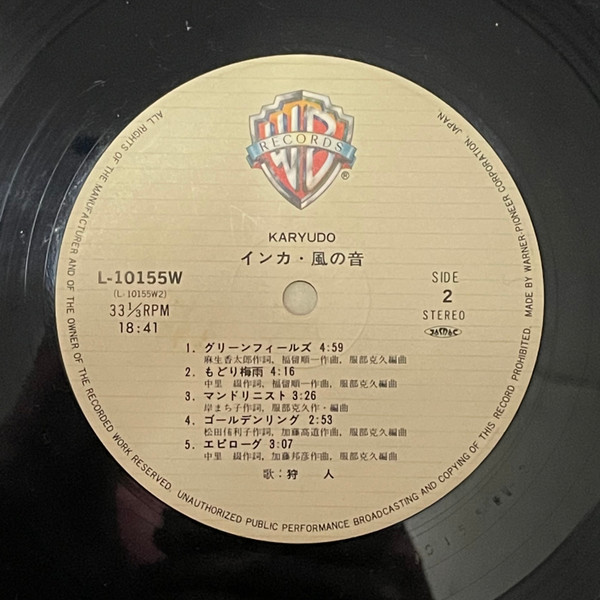 WB
RECORDS
®
KARYUDO
インカ・風の音
L-10155W
(L-10155W2)
33 1/3 RPM
18:41
SIDE
2
STEREO
JASRAC
1. グリーンフィールズ 4:59
麻生香太郎作詞, 福留順一作曲, 服部克久編曲
2. もどり梅雨 4:16
中里 綴作詞, 福留順一作曲, 服部克久編曲
3. マンドリニスト 3:26
岸まち子作詞, 服部克久作・編曲
4. ゴールデンリング 2:53
松田侑利子作詞, 加藤高道作曲, 服部克久編曲
5. エピローグ 3:07
中里 綴作詞, 加藤邦彦作曲, 服部克久編曲
歌:狩 人
ALL RIGHTS OF THE MANUFACTURER AND OF THE OWNER OF THE RECORDED WORK RESERVED. UNAUTHORIZED PUBLIC PERFORMANCE BROADCASTING AND COPYING OF THIS RECORD PROHIBITED. MADE BY WARNER-PIONEER CORPORATION, JAPAN